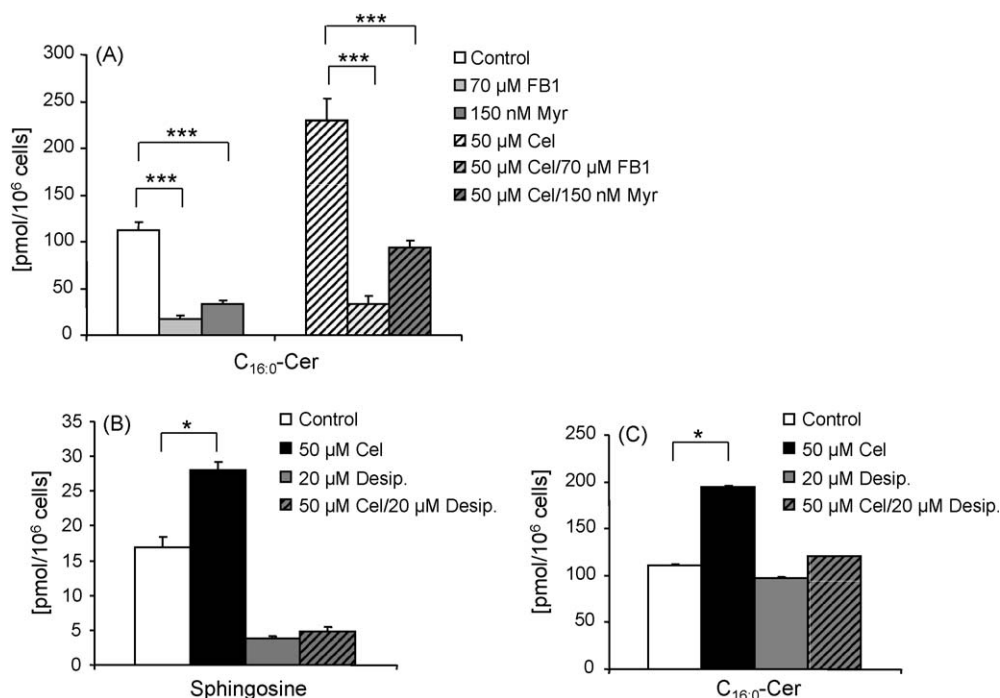 (A)
[pmol/10⁶ cells]
300
250
200
150
100
50
0
***
***
***
***
C₁₆:₀-Cer
Control
70 µM FB1
150 nM Myr
50 µM Cel
50 µM Cel/70 µM FB1
50 µM Cel/150 nM Myr
(B)
[pmol/10⁶ cells]
35
30
25
20
15
10
5
0
*
Sphingosine
Control
50 µM Cel
20 µM Desip.
50 µM Cel/20 µM Desip.
(C)
[pmol/10⁶ cells]
250
200
150
100
50
0
*
C₁₆:₀-Cer
Control
50 µM Cel
20 µM Desip.
50 µM Cel/20 µM Desip.